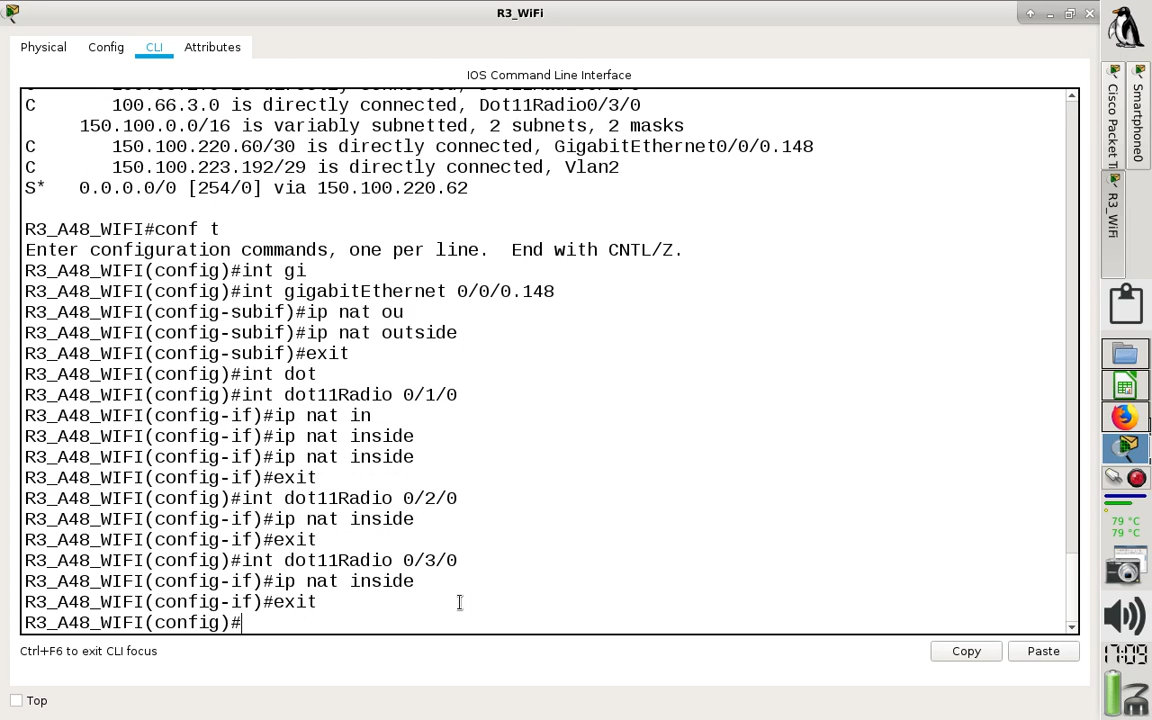 R3_WiFi
Physical
Config
CLI
Attributes
IOS Command Line Interface
C       100.66.3.0 is directly connected, Dot11Radio0/3/0
     150.100.0.0/16 is variably subnetted, 2 subnets, 2 masks
C       150.100.220.60/30 is directly connected, GigabitEthernet0/0/0.148
C       150.100.223.192/29 is directly connected, Vlan2
S*   0.0.0.0/0 [254/0] via 150.100.220.62
R3_A48_WIFI#conf t
Enter configuration commands, one per line.  End with CNTL/Z.
R3_A48_WIFI(config)#int gi
R3_A48_WIFI(config)#int gigabitEthernet 0/0/0.148
R3_A48_WIFI(config-subif)#ip nat ou
R3_A48_WIFI(config-subif)#ip nat outside
R3_A48_WIFI(config-subif)#exit
R3_A48_WIFI(config)#int dot
R3_A48_WIFI(config)#int dot11Radio 0/1/0
R3_A48_WIFI(config-if)#ip nat in
R3_A48_WIFI(config-if)#ip nat inside
R3_A48_WIFI(config-if)#ip nat inside
R3_A48_WIFI(config-if)#exit
R3_A48_WIFI(config)#int dot11Radio 0/2/0
R3_A48_WIFI(config-if)#ip nat inside
R3_A48_WIFI(config-if)#exit
R3_A48_WIFI(config)#int dot11Radio 0/3/0
R3_A48_WIFI(config-if)#ip nat inside
R3_A48_WIFI(config-if)#exit
R3_A48_WIFI(config)#
Ctrl+F6 to exit CLI focus
Copy
Paste
Top
Cisco Packet T
Smartphone0
R3_WiFi
79 °C
79 °C
17:09